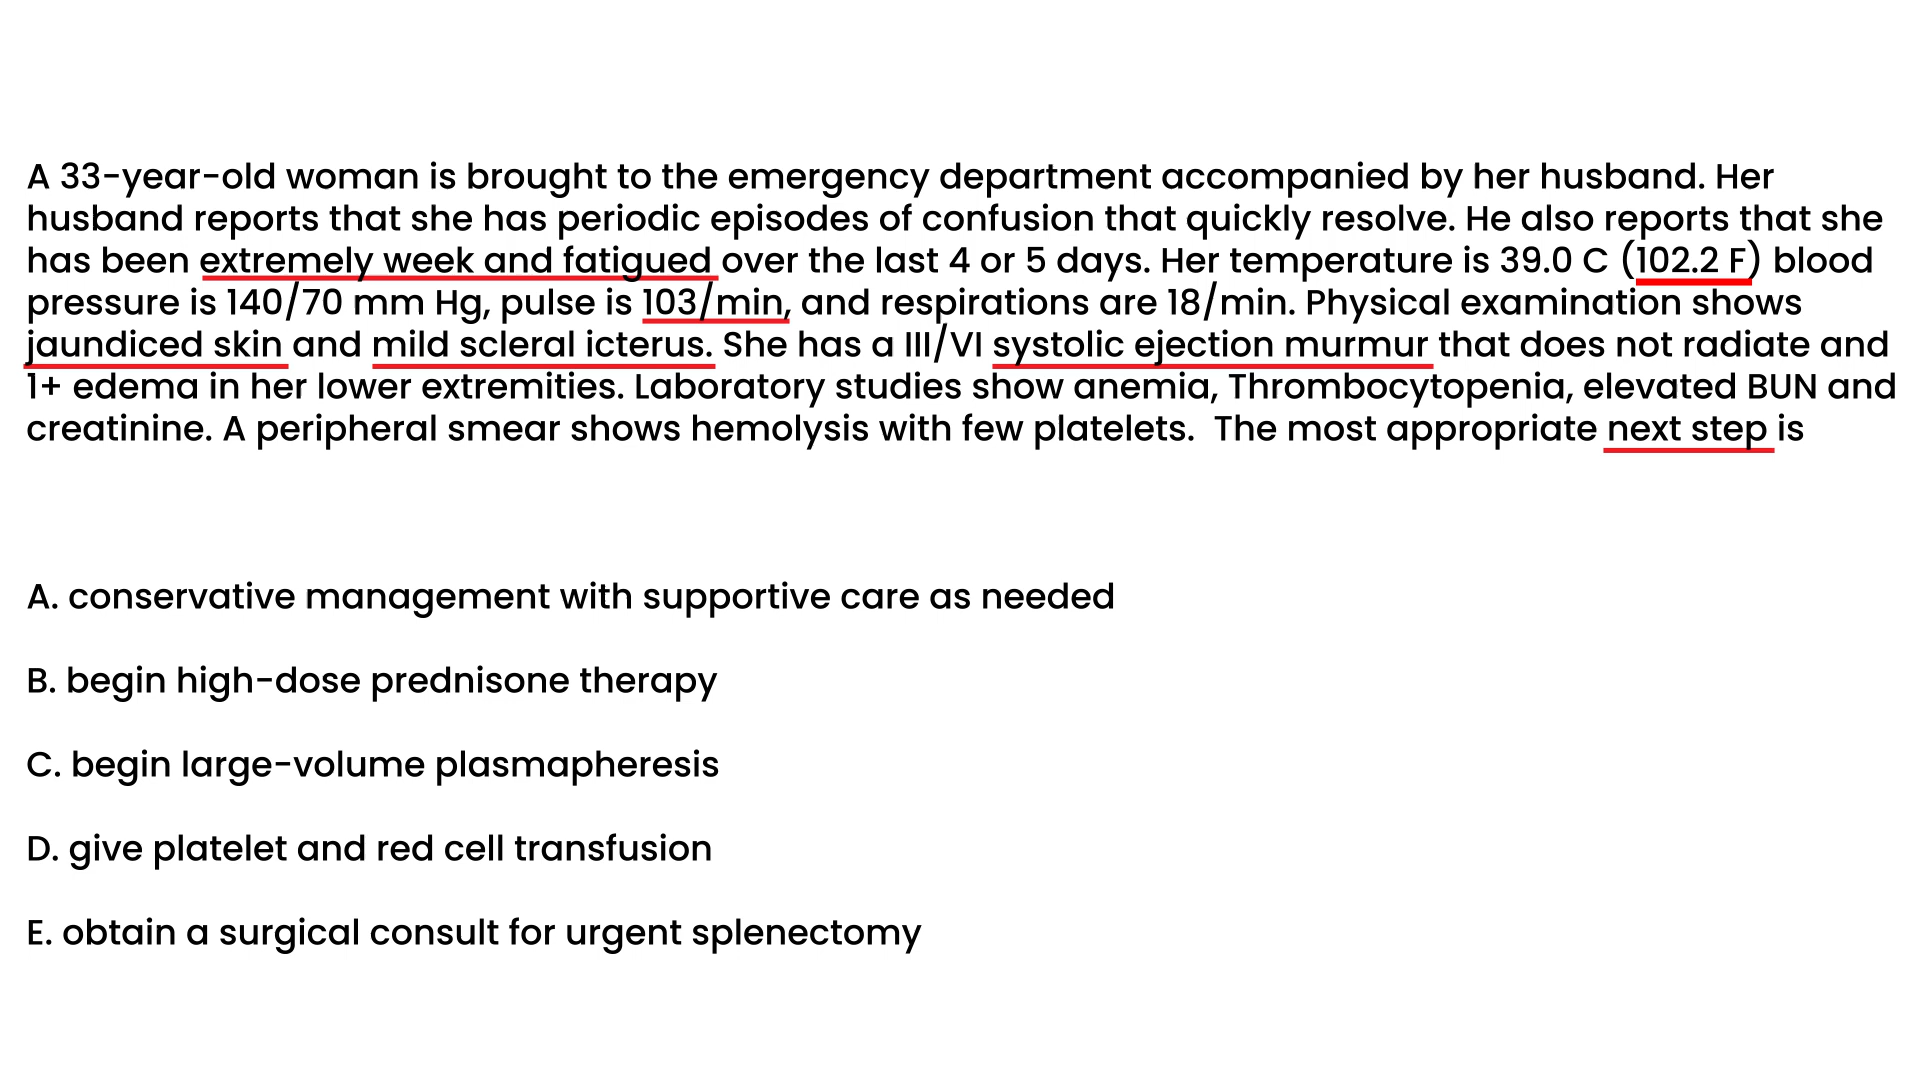 A 33-year-old woman is brought to the emergency department accompanied by her husband. Her
husband reports that she has periodic episodes of confusion that quickly resolve. He also reports that she
has been extremely week and fatigued over the last 4 or 5 days. Her temperature is 39.0 C (102.2 F) blood
pressure is 140/70 mm Hg, pulse is 103/min, and respirations are 18/min. Physical examination shows
jaundiced skin and mild scleral icterus. She has a III/VI systolic ejection murmur that does not radiate and
1+ edema in her lower extremities. Laboratory studies show anemia, Thrombocytopenia, elevated BUN and
creatinine. A peripheral smear shows hemolysis with few platelets.  The most appropriate next step is
A. conservative management with supportive care as needed
B. begin high-dose prednisone therapy
C. begin large-volume plasmapheresis
D. give platelet and red cell transfusion
E. obtain a surgical consult for urgent splenectomy